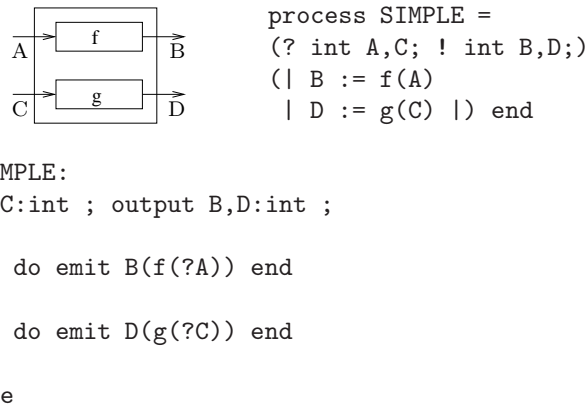 A f B
C g D
process SIMPLE =
(? int A,C; ! int B,D;)
(| B := f(A)
| D := g(C) |) end
MPLE:
C:int ; output B,D:int ;
do emit B(f(?A)) end
do emit D(g(?C)) end
e